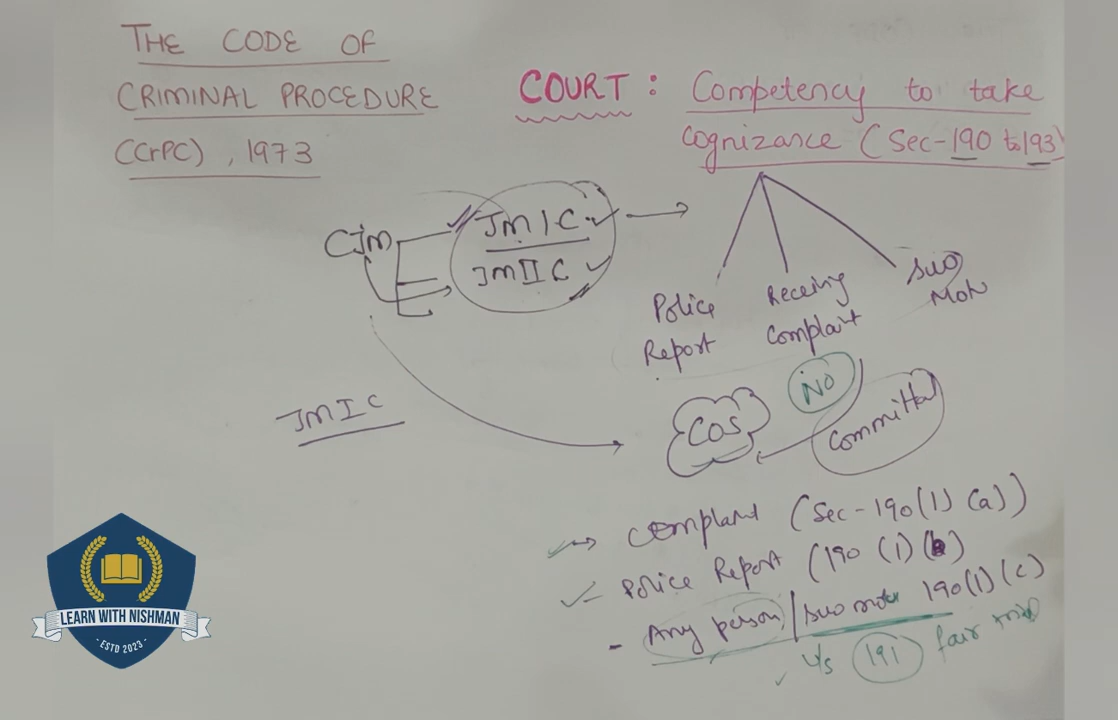 THE CODE OF
CRIMINAL PROCEDURE
(CrPC), 1973
COURT : Competency to take
cognizance (Sec-190 to 193)
CJM
JMIC
JMIIC
Police
Report
Receiving
Complaint
Suo
Moto
NO
COS
Committal
JMIC
Complaint (Sec-190(1)(a))
Police Report (190 (1) (b)
- Any person/suo moto 190(1)(c)
u/s 191 fair trial
LEARN WITH NISHMAN
- ESTD 2023 -